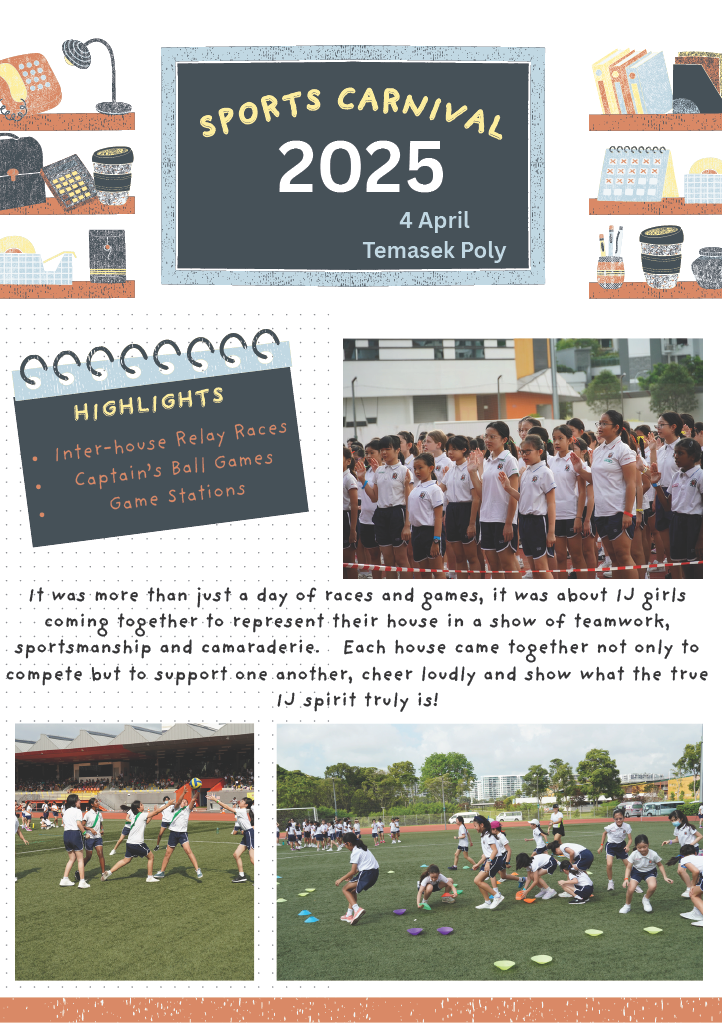 SPORTS CARNIVAL
2025
4 April
Temasek Poly
HIGHLIGHTS
• Inter-house Relay Races
• Captain's Ball Games
• Game Stations
It was more than just a day of races and games, it was about IJ girls
coming together to represent their house in a show of teamwork,
sportsmanship and camaraderie. Each house came together not only to
compete but to support one another, cheer loudly and show what the true
IJ spirit truly is!